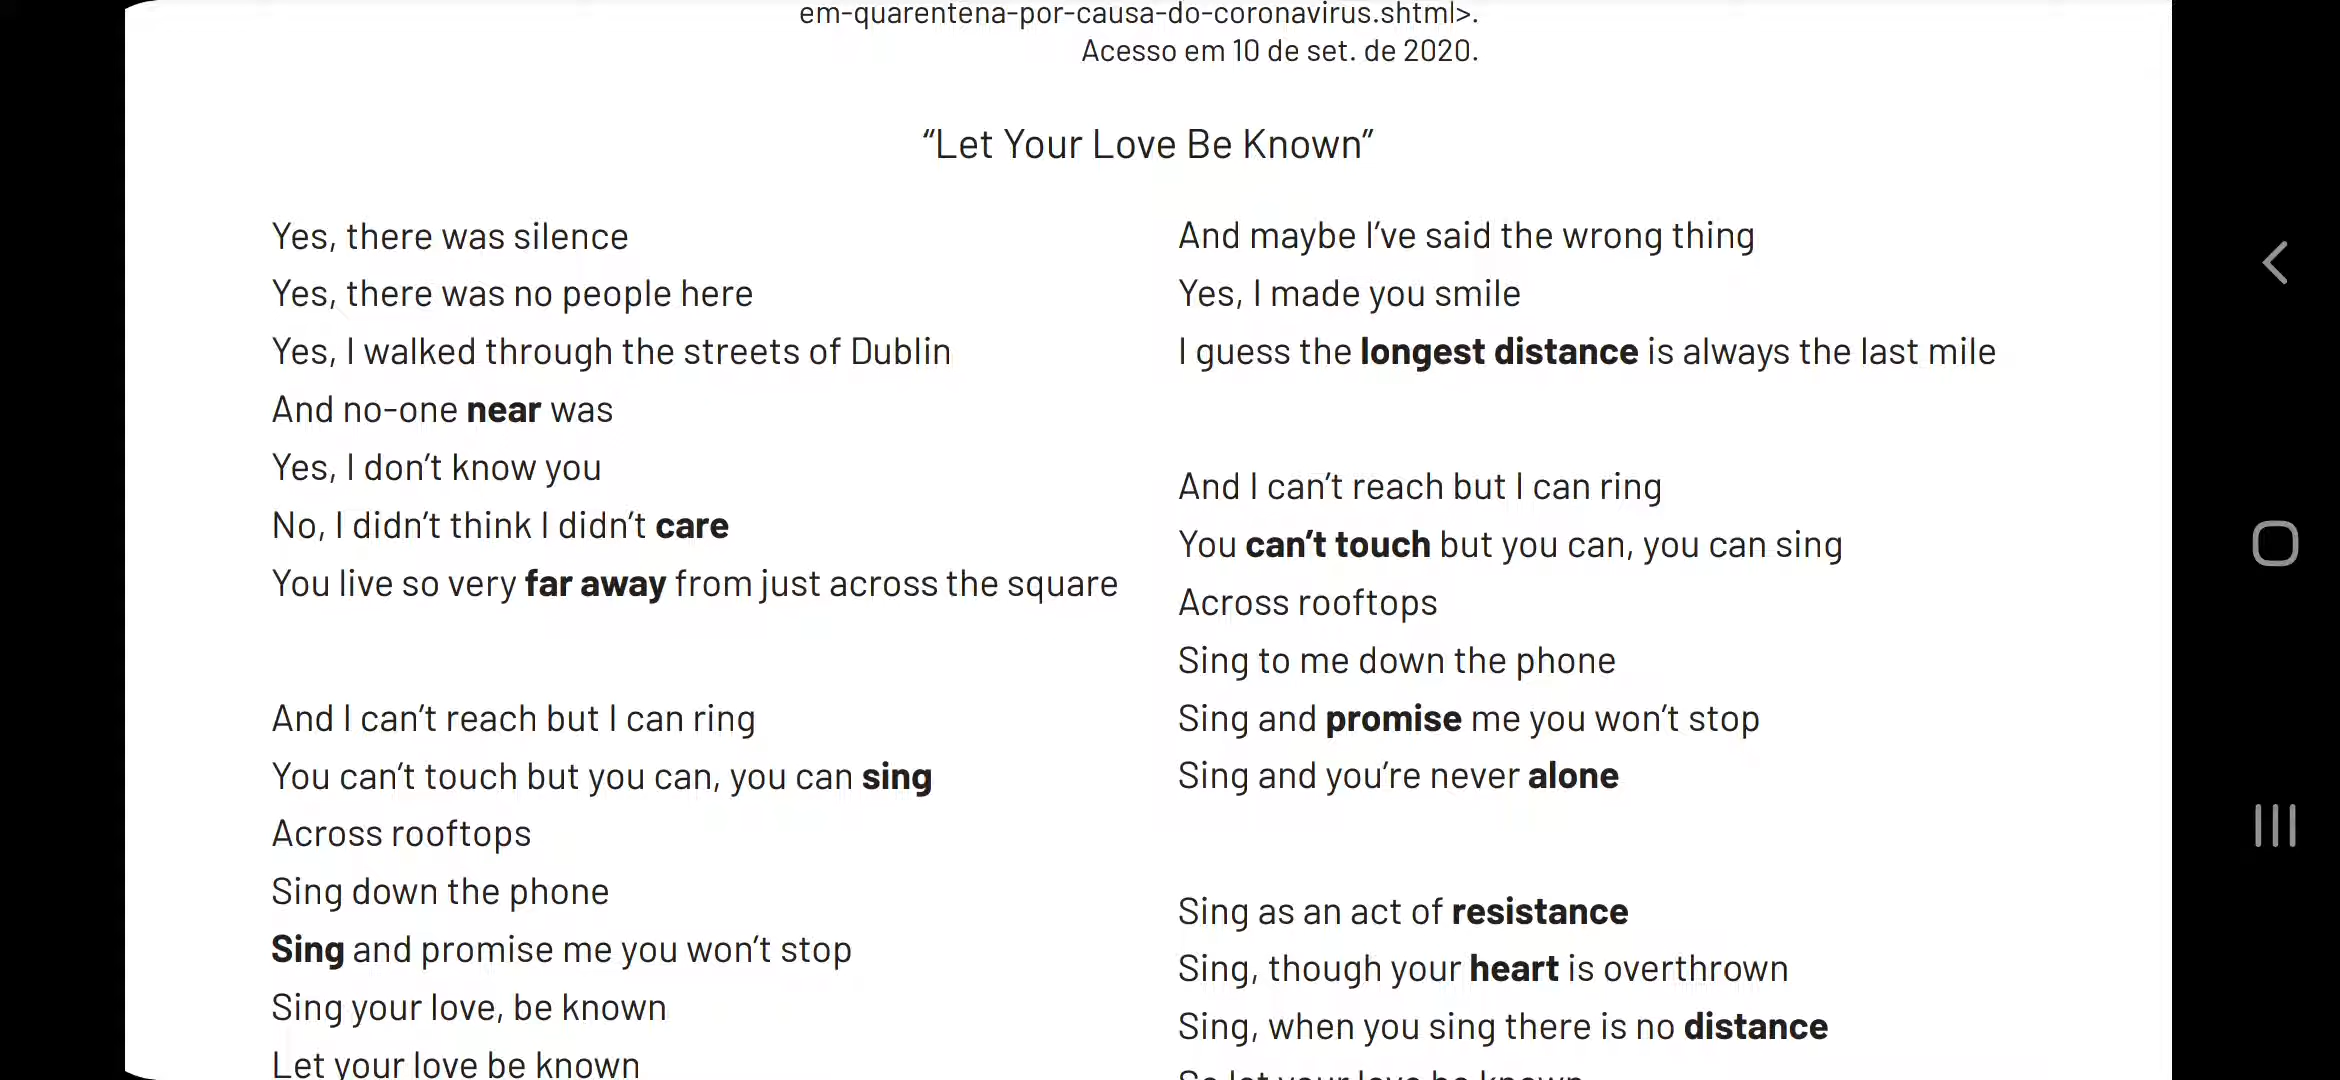 em-quarentena-por-causa-do-coronavirus.shtml>.
Acesso em 10 de set. de 2020.
“Let Your Love Be Known”
Yes, there was silence
Yes, there was no people here
Yes, I walked through the streets of Dublin
And no-one near was
Yes, I don’t know you
No, I didn’t think I didn’t care
You live so very far away from just across the square
And I can’t reach but I can ring
You can’t touch but you can, you can sing
Across rooftops
Sing down the phone
Sing and promise me you won’t stop
Sing your love, be known
Let your love be known
And maybe I’ve said the wrong thing
Yes, I made you smile
I guess the longest distance is always the last mile
And I can’t reach but I can ring
You can’t touch but you can, you can sing
Across rooftops
Sing to me down the phone
Sing and promise me you won’t stop
Sing and you’re never alone
Sing as an act of resistance
Sing, though your heart is overthrown
Sing, when you sing there is no distance
So let your love be known